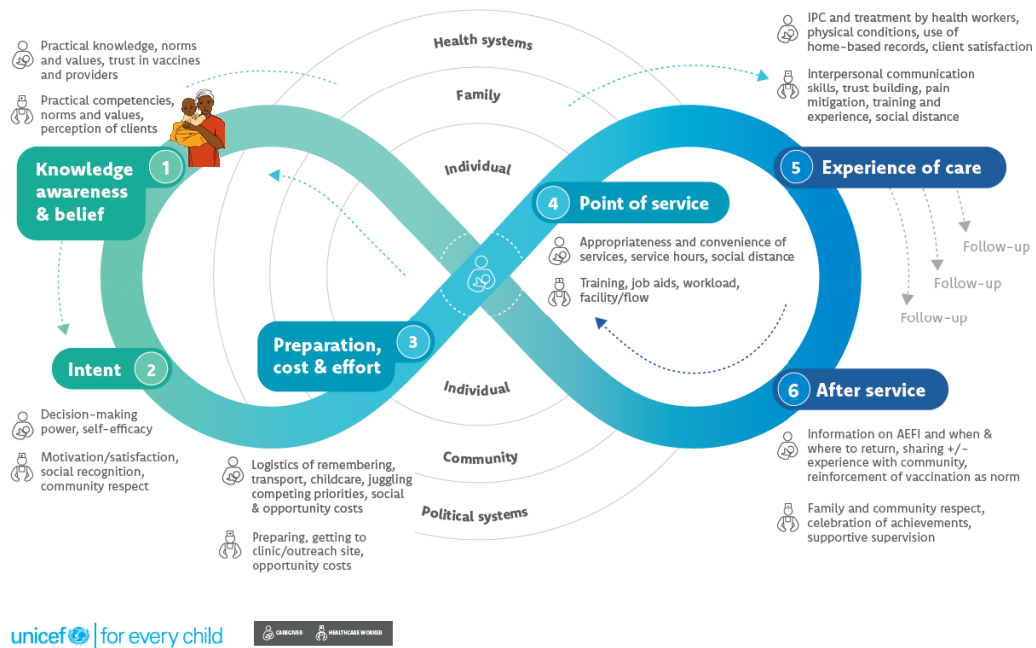 Health systems
Family
Individual
Practical knowledge, norms
and values, trust in vaccines
and providers
Practical competencies,
norms and values,
perception of clients
1
Knowledge
awareness
& belief
2
Intent
Decision-making
power, self-efficacy
Motivation/satisfaction,
social recognition,
community respect
3
Preparation,
cost & effort
Logistics of remembering,
transport, childcare, juggling
competing priorities, social
& opportunity costs
Preparing, getting to
clinic/outreach site,
opportunity costs
4
Point of service
Appropriateness and convenience of
services, service hours, social distance
Training, job aids, workload,
facility/flow
IPC and treatment by health workers,
physical conditions, use of
home-based records, client satisfaction
Interpersonal communication
skills, trust building, pain
mitigation, training and
experience, social distance
5
Experience of care
Follow-up
Follow-up
Follow-up
6
After service
Information on AEFI and when &
where to return, sharing +/-
experience with community,
reinforcement of vaccination as norm
Family and community respect,
celebration of achievements,
supportive supervision
Individual
Community
Political systems
unicef
for every child
CAREGIVER
HEALTHCARE WORKER